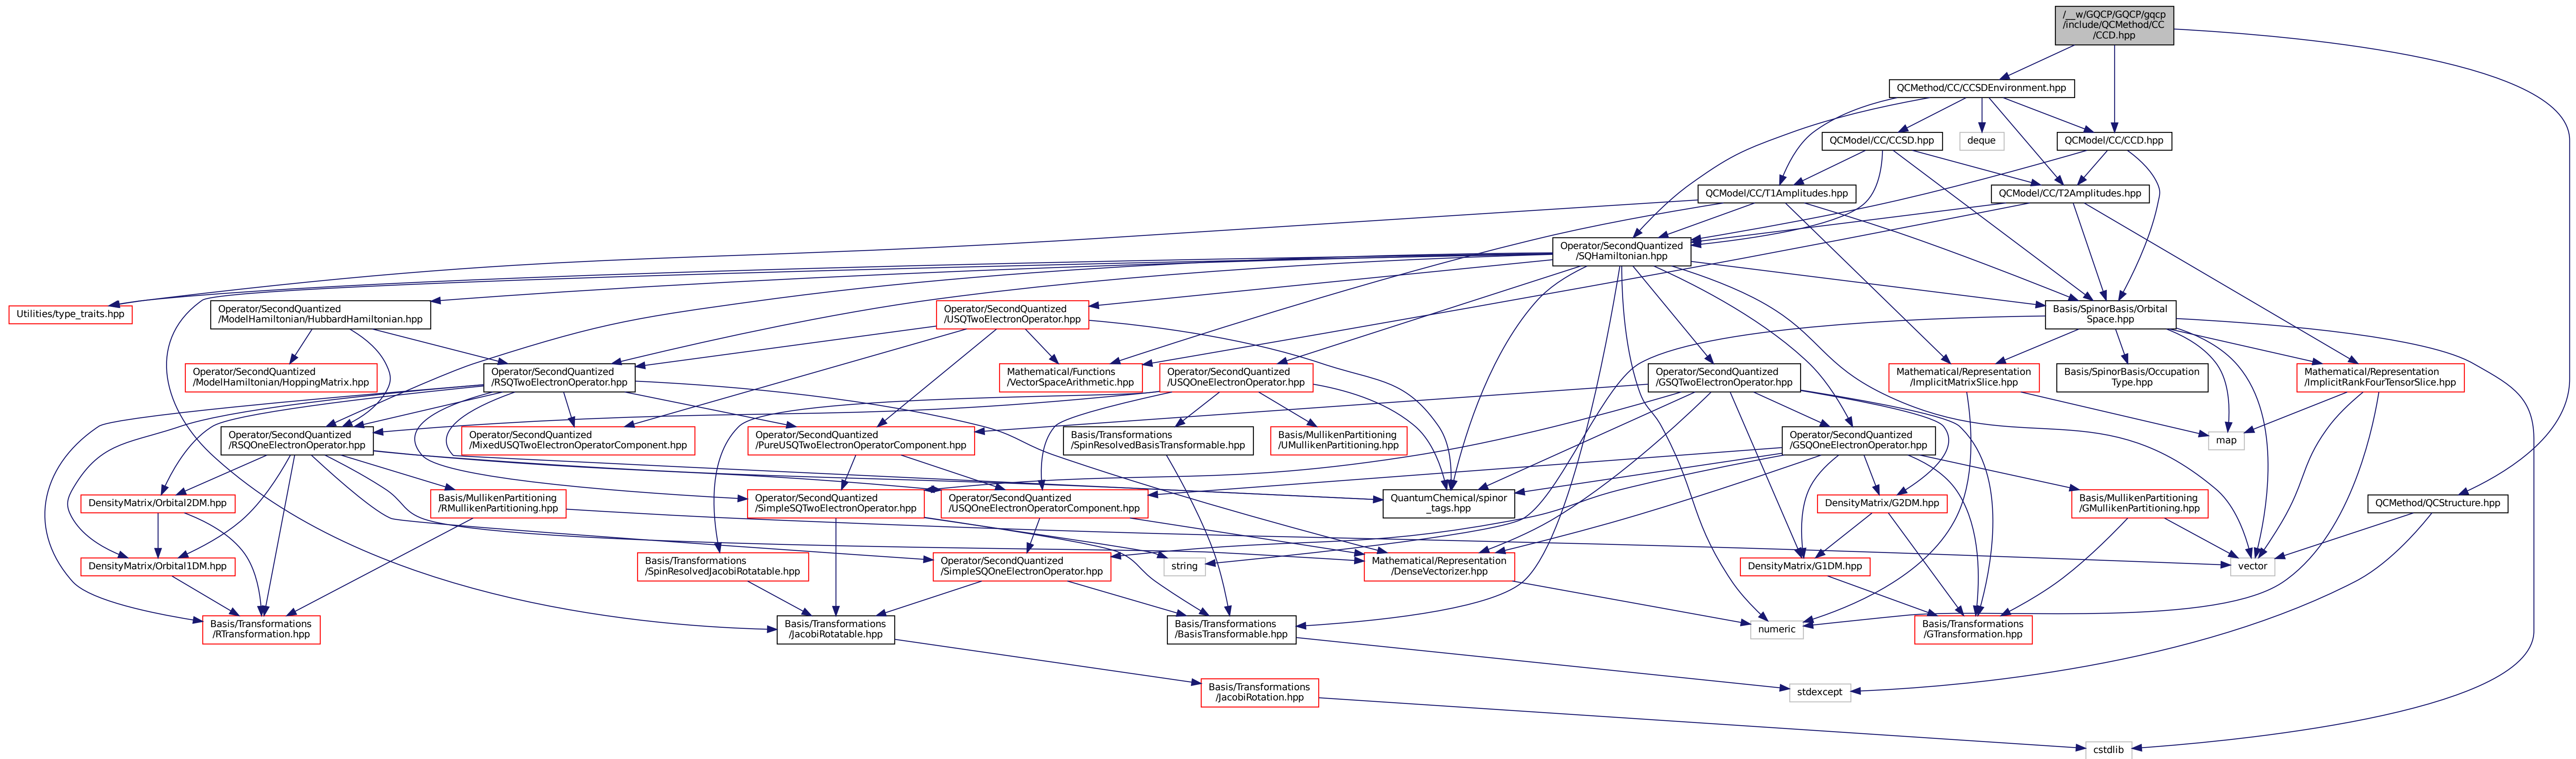 /__w/GQCP/GQCP/gqcp
/include/QCMethod/CC
/CCD.hpp
QCMethod/CC/CCSDEnvironment.hpp
QCModel/CC/CCSD.hpp
deque
QCModel/CC/CCD.hpp
QCModel/CC/T1Amplitudes.hpp
QCModel/CC/T2Amplitudes.hpp
Operator/SecondQuantized
/SQHamiltonian.hpp
Utilities/type_traits.hpp
Operator/SecondQuantized
/ModelHamiltonian/HubbardHamiltonian.hpp
Operator/SecondQuantized
/USQTwoElectronOperator.hpp
Basis/SpinorBasis/Orbital
Space.hpp
Operator/SecondQuantized
/ModelHamiltonian/HoppingMatrix.hpp
Operator/SecondQuantized
/RSQTwoElectronOperator.hpp
Mathematical/Functions
/VectorSpaceArithmetic.hpp
Operator/SecondQuantized
/USQOneElectronOperator.hpp
Operator/SecondQuantized
/GSQTwoElectronOperator.hpp
Mathematical/Representation
/ImplicitMatrixSlice.hpp
Basis/SpinorBasis/Occupation
Type.hpp
Mathematical/Representation
/ImplicitRankFourTensorSlice.hpp
Operator/SecondQuantized
/RSQOneElectronOperator.hpp
Operator/SecondQuantized
/MixedUSQTwoElectronOperatorComponent.hpp
Operator/SecondQuantized
/PureUSQTwoElectronOperatorComponent.hpp
Basis/Transformations
/SpinResolvedBasisTransformable.hpp
Basis/MullikenPartitioning
/UMullikenPartitioning.hpp
Operator/SecondQuantized
/GSQOneElectronOperator.hpp
map
DensityMatrix/Orbital2DM.hpp
Basis/MullikenPartitioning
/RMullikenPartitioning.hpp
Operator/SecondQuantized
/SimpleSQTwoElectronOperator.hpp
Operator/SecondQuantized
/USQOneElectronOperatorComponent.hpp
QuantumChemical/spinor
_tags.hpp
DensityMatrix/G2DM.hpp
Basis/MullikenPartitioning
/GMullikenPartitioning.hpp
QCMethod/QCStructure.hpp
DensityMatrix/Orbital1DM.hpp
Basis/Transformations
/SpinResolvedJacobiRotatable.hpp
Operator/SecondQuantized
/SimpleSQOneElectronOperator.hpp
string
Mathematical/Representation
/DenseVectorizer.hpp
DensityMatrix/G1DM.hpp
vector
Basis/Transformations
/RTransformation.hpp
Basis/Transformations
/JacobiRotatable.hpp
Basis/Transformations
/BasisTransformable.hpp
numeric
Basis/Transformations
/GTransformation.hpp
Basis/Transformations
/JacobiRotation.hpp
stdexcept
cstdlib